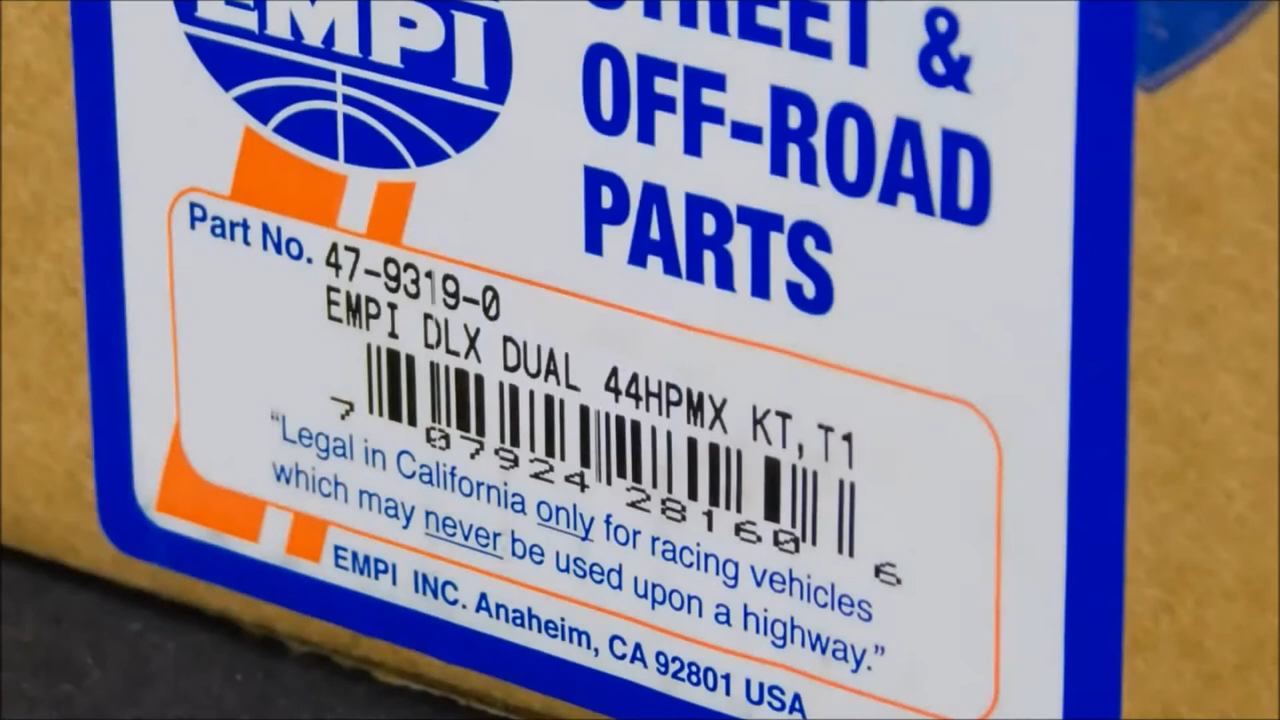 EMPI
STREET &
OFF-ROAD
PARTS
Part No. 47-9319-0
EMPI DLX DUAL 44HPMX KT,T1
7 07924 28160 6
“Legal in California only for racing vehicles
which may never be used upon a highway.”
EMPI INC. Anaheim, CA 92801 USA